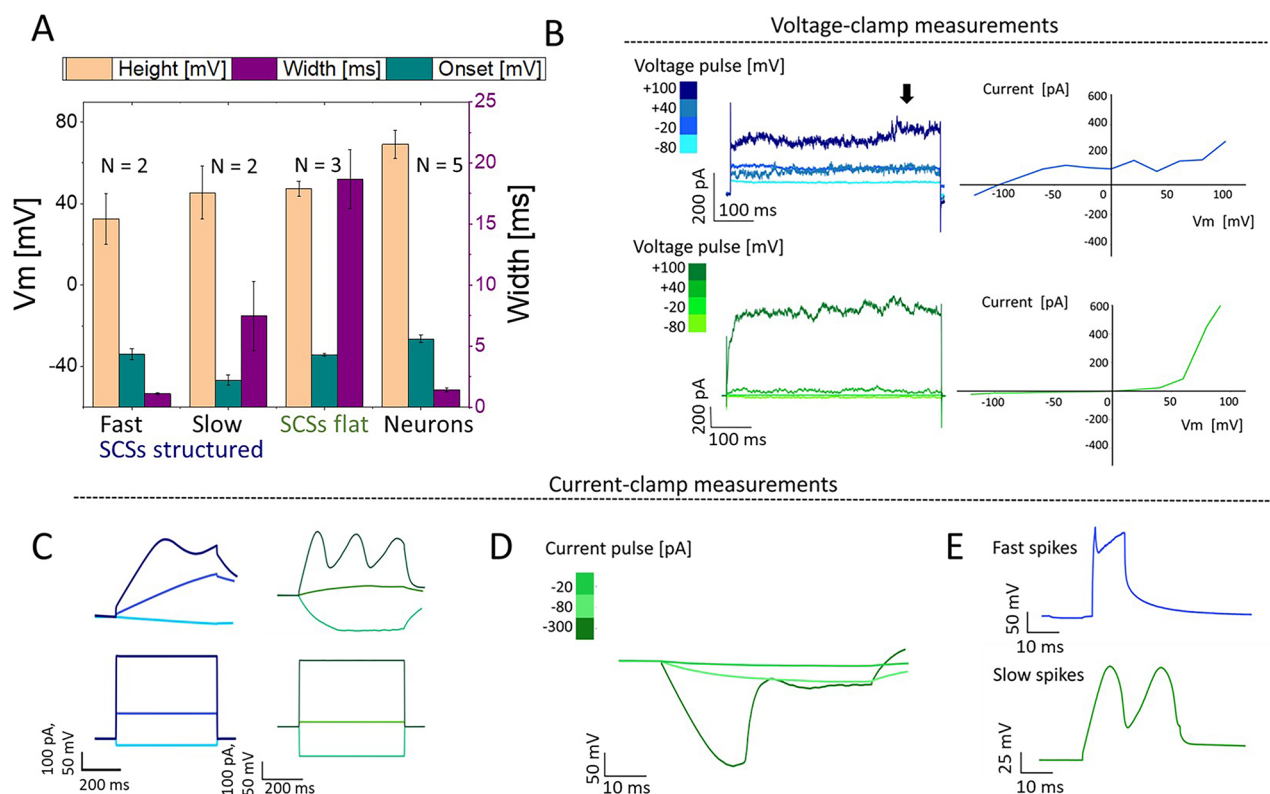 A
Height [mV] Width [ms] Onset [mV]
Vm [mV]
80
40
0
-40
N = 2
N = 2
N = 3
N = 5
25
20
15
10
5
0
Width [ms]
Fast Slow SCSs flat Neurons
SCSs structured
Voltage-clamp measurements
B
Voltage pulse [mV]
+100
+40
-20
-80
200 pA
100 ms
Current [pA]
600
400
200
0
-200
-400
-100 -50 0 50 100
Vm [mV]
Voltage pulse [mV]
+100
+40
-20
-80
200 pA
100 ms
Current [pA]
600
400
200
0
-200
-400
-100 -50 50 100
Vm [mV]
Current-clamp measurements
C
100 pA,
50 mV
200 ms
100 pA,
50 mV
200 ms
D
Current pulse [pA]
-20
-80
-300
50 mV
10 ms
E
Fast spikes
50 mV
10 ms
Slow spikes
25 mV
10 ms